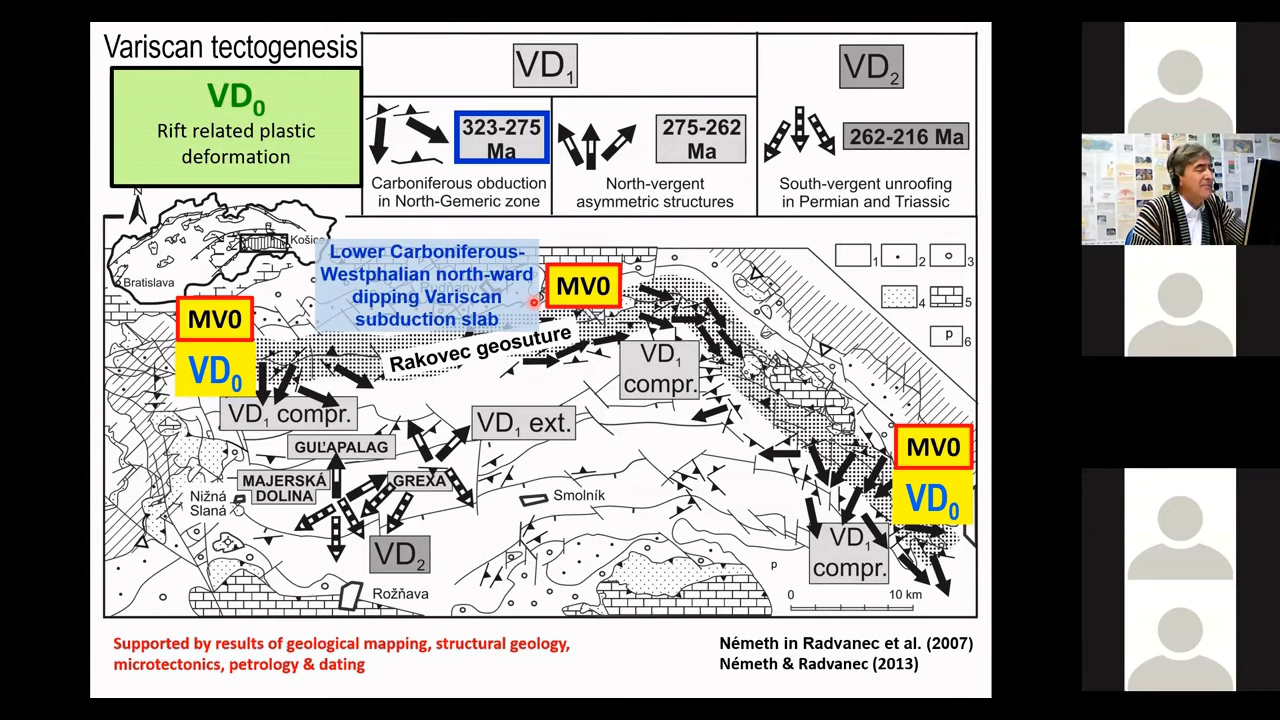 Variscan tectogenesis
VD0
Rift related plastic
deformation
VD1
323-275
Ma
Carboniferous obduction
in North-Gemeric zone
275-262
Ma
North-vergent
asymmetric structures
VD2
262-216 Ma
South-vergent unroofing
in Permian and Triassic
N
Košice
Bratislava
Lower Carboniferous-
Westphalian north-ward
dipping Variscan
subduction slab
MV0
MV0
VD0
Rakovec geosuture
1
2
3
4
5
p
6
VD1
compr.
VD1 compr.
VD1 ext.
GUĽAPALAG
MAJERSKÁ
DOLINA
GREXA
Nižná
Slaná
Smolník
MV0
VD0
VD2
VD1
compr.
p
Rožňava
0
10 km
Supported by results of geological mapping, structural geology,
microtectonics, petrology & dating
Németh in Radvanec et al. (2007)
Németh & Radvanec (2013)